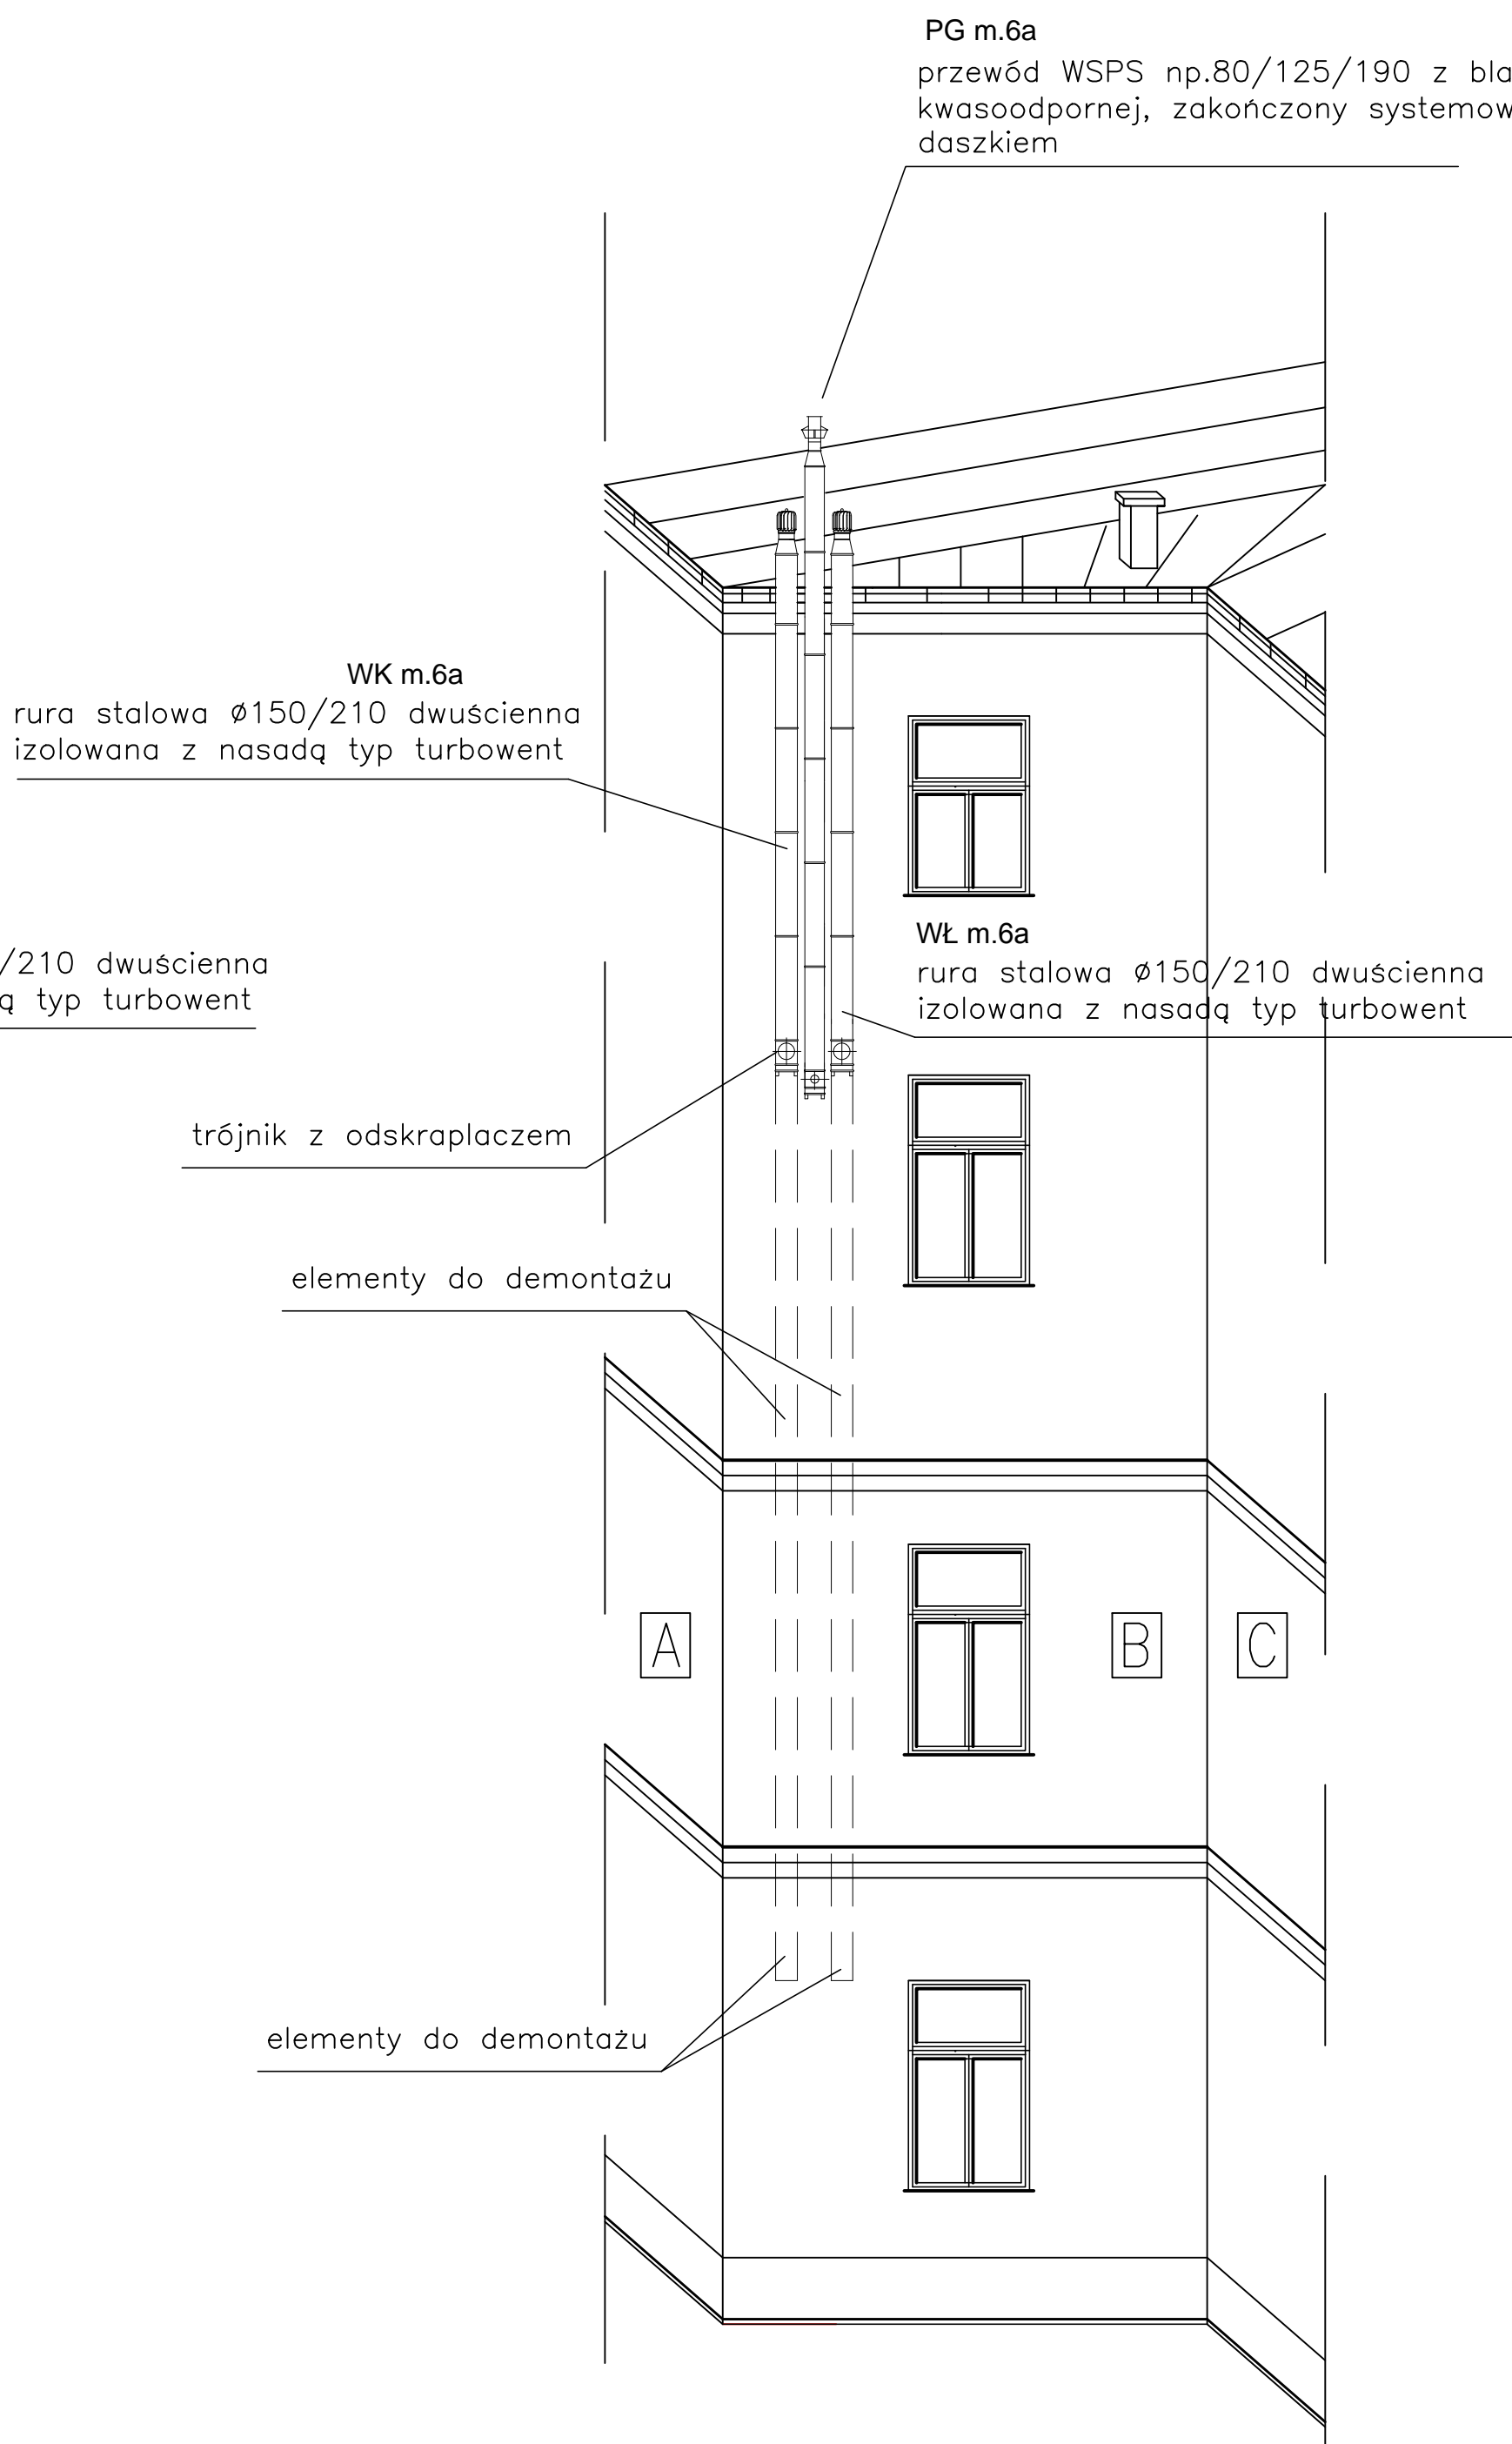 PG m.6a
przewód WSPS np.80/125/190 z
kwasoodpornej, zakończony
daszkiem
WK m.6a
rura stalowa ø150/210 dwuścienna
izolowana z nasadą typ turbowent
WŁ m.6a
rura stalowa ø150/210 dwuścienna
izolowana z nasadą typ turbowent
/210 dwuścienna
typ turbowent
trójnik z odskraplaczem
elementy do demontażu
A
B
C
elementy do demontażu